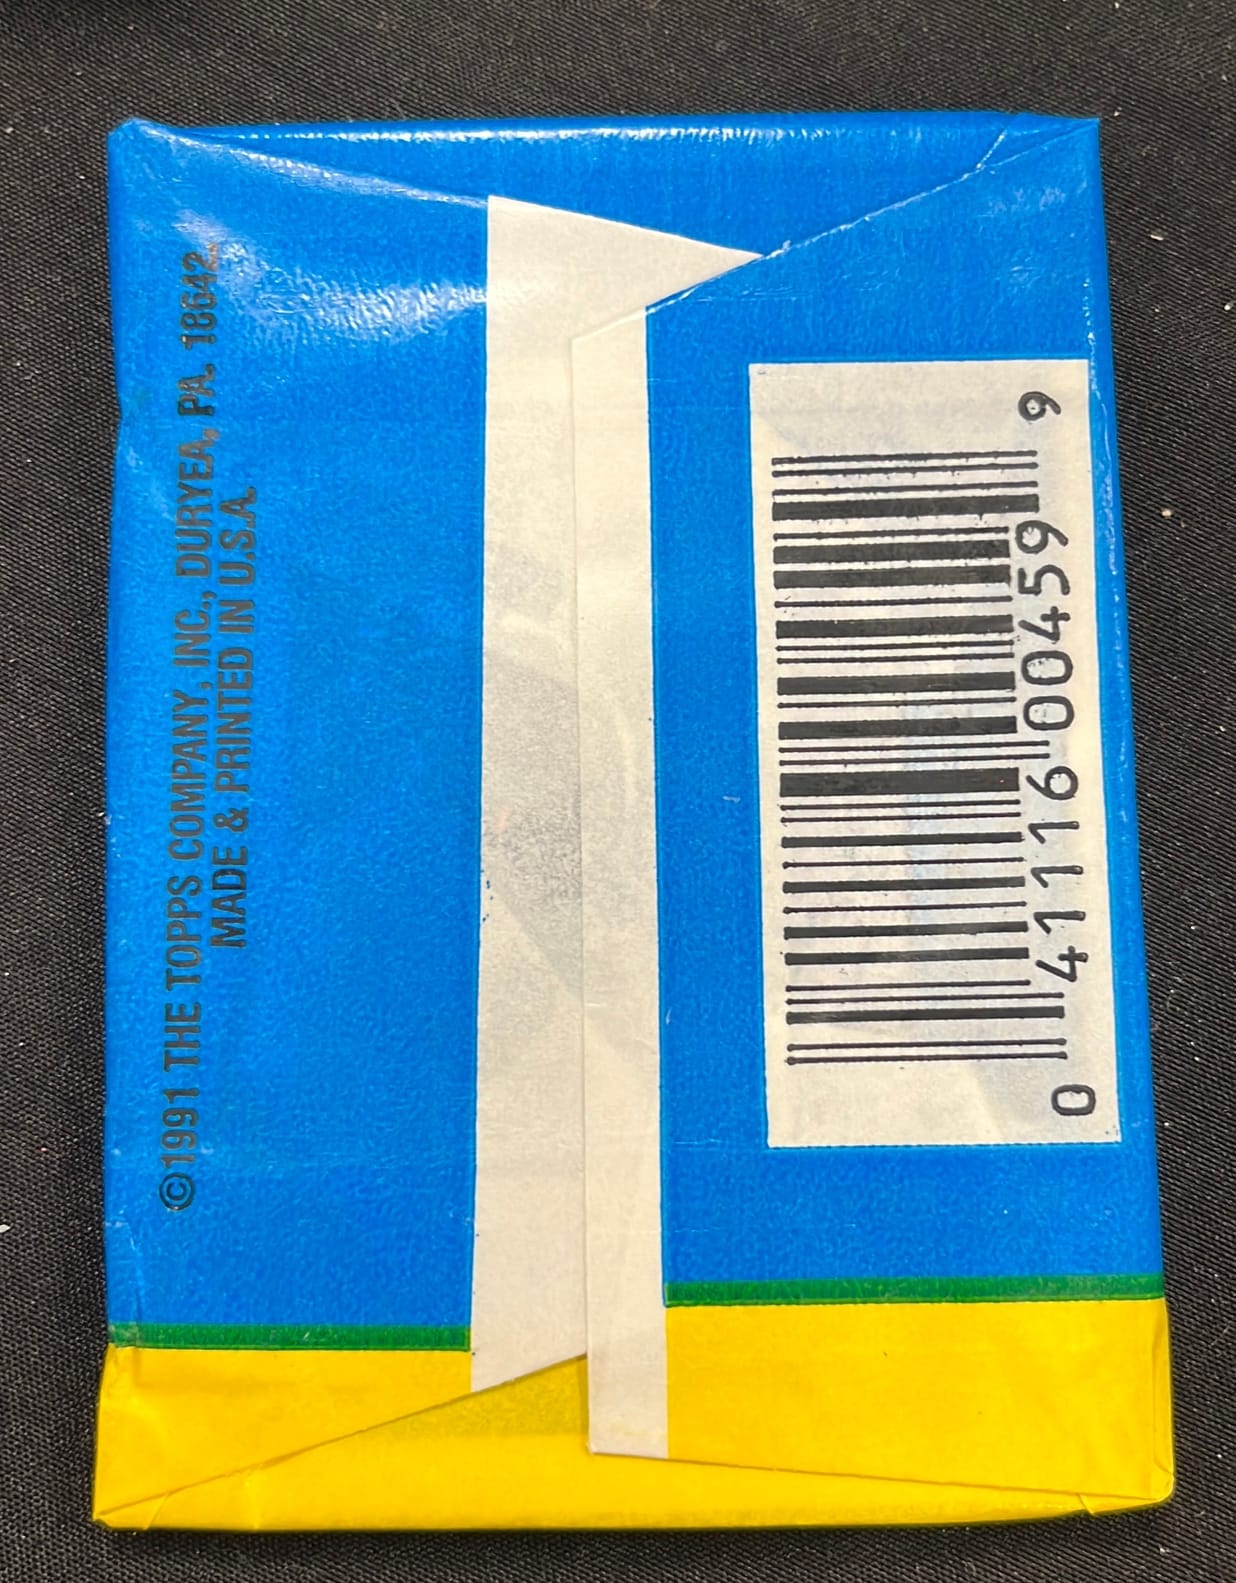 ©1991 THE TOPPS COMPANY, INC., DURYEA, PA. 18642
MADE & PRINTED IN U.S.A.
0 41116 00459 9